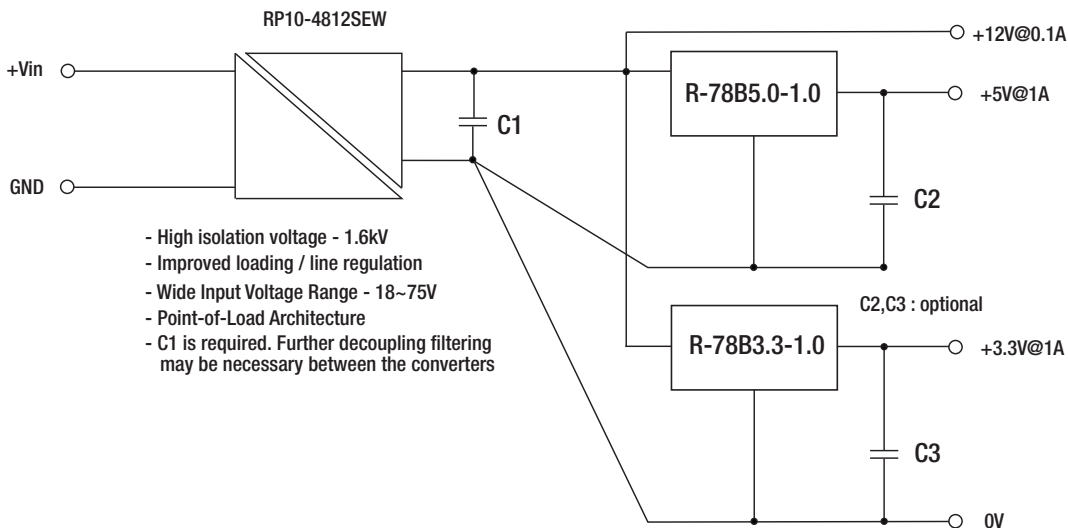 RP10-4812SEW
+Vin
GND
C1
R-78B5.0-1.0
+12V@0.1A
+5V@1A
C2
- High isolation voltage - 1.6kV
- Improved loading / line regulation
- Wide Input Voltage Range - 18~75V
- Point-of-Load Architecture
- C1 is required. Further decoupling filtering
may be necessary between the converters
C2,C3 : optional
R-78B3.3-1.0
+3.3V@1A
C3
0V